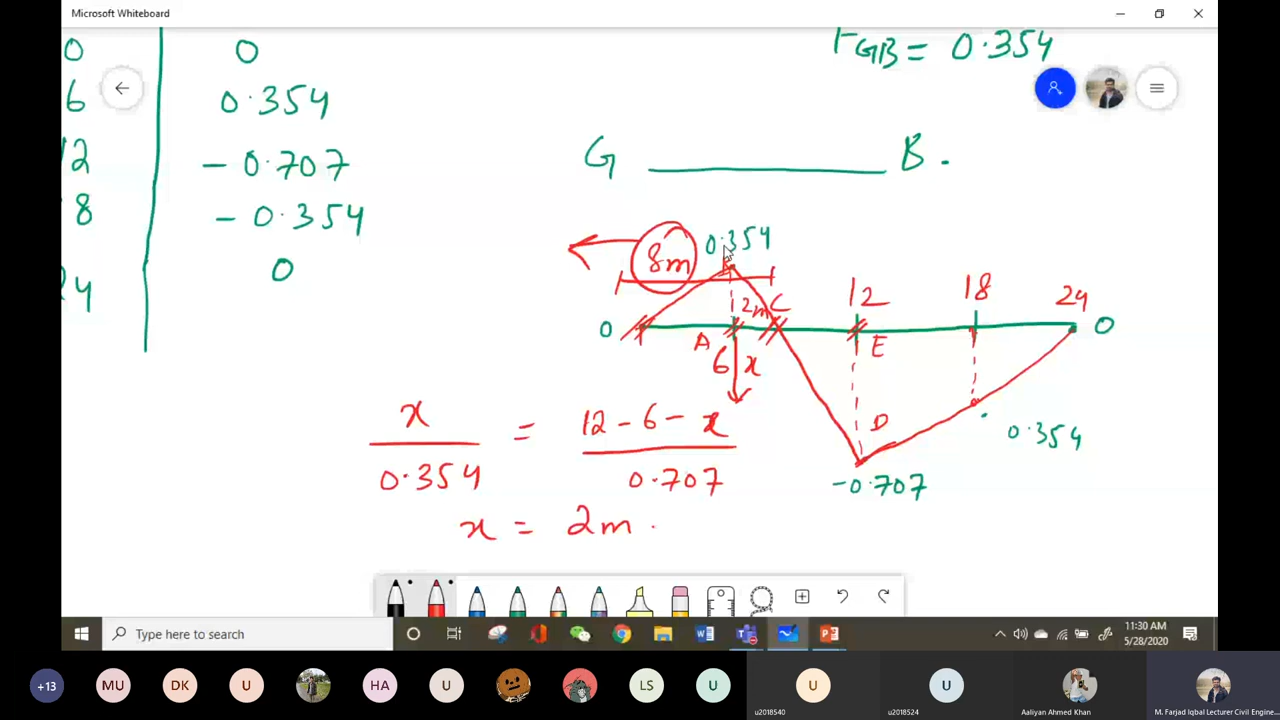 Microsoft Whiteboard
0
6
12
8
24
0
0.354
- 0.707
- 0.354
0
FGB = 0.354
G B.
8m
0.354
2m
C
12
18
24
0
0
A
6
x
E
D
0.354
-0.707
x / 0.354 = 12 - 6 - x / 0.707
x = 2m.
Type here to search
11:30 AM
5/28/2020
+13
MU
DK
U
HA
U
LS
U
U
U
u2018540
u2018524
Aaliyan Ahmed Khan
M. Farjad Iqbal Lecturer Civil Engine...